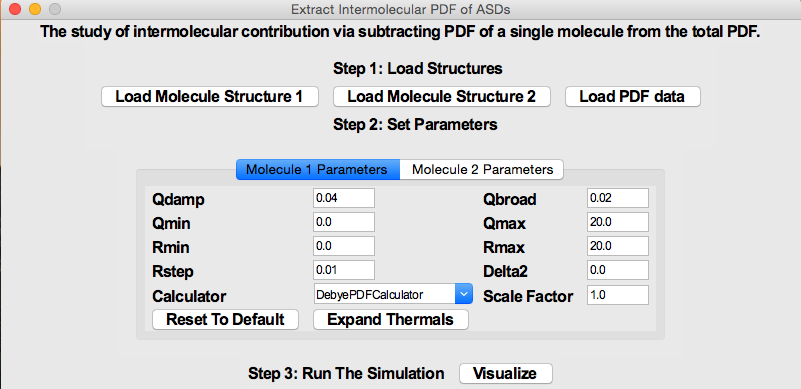 Extract Intermolecular PDF of ASDs
The study of intermolecular contribution via subtracting PDF of a single molecule from the total PDF.
Step 1: Load Structures
Load Molecule Structure 1 Load Molecule Structure 2 Load PDF data
Step 2: Set Parameters
Molecule 1 Parameters Molecule 2 Parameters
Qdamp 0.04 Qbroad 0.02
Qmin 0.0 Qmax 20.0
Rmin 0.0 Rmax 20.0
Rstep 0.01 Delta2 0.0
Calculator DebyePDFCalculator Scale Factor 1.0
Reset To Default Expand Thermals
Step 3: Run The Simulation Visualize